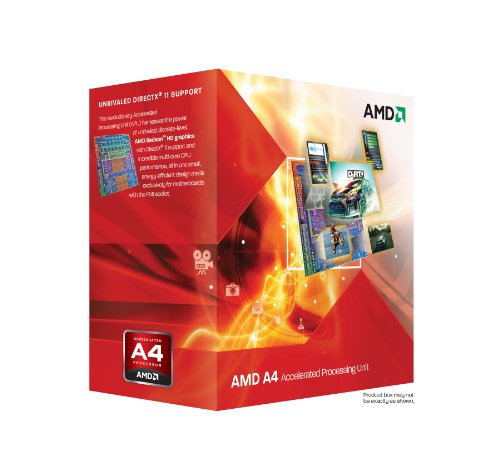 UNRIVALED DIRECTX® 11 SUPPORT
This revolutionary Accelerated
Processing Unit (APU) harnesses the power
of unrivaled, discrete-level
AMD Radeon™ HD graphics
with DirectX® 11 support and
incredible multi-core CPU
performance, all in one small,
energy-efficient design made
exclusively for motherboards
with the FM1 socket.
AMD
DiRT3
ACCELERATED
A4
PROCESSOR
AMD
AMD A4 Accelerated Processing Unit
Product box may not
be exactly as shown.